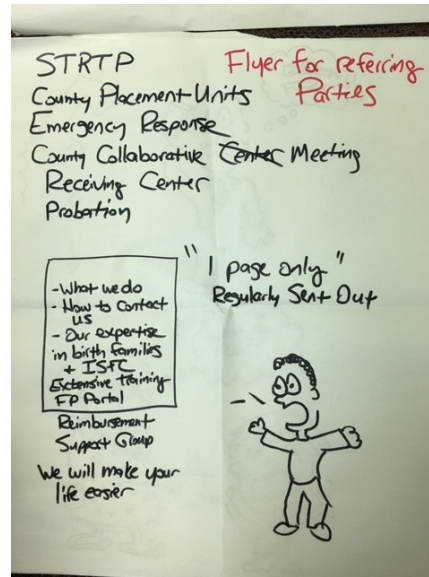 STRTP
Flyer for referring
Parties
County Placement Units
Emergency Response
County Collaborative Center Meeting
Receiving Center
Probation
" 1 page only "
Regularly Sent Out
- What we do
- How to contact
us
- Our expertise
in birth families
+ ISFC
Extensive training
FP Portal
Reimbursement
Support Group
We will make your
life easier